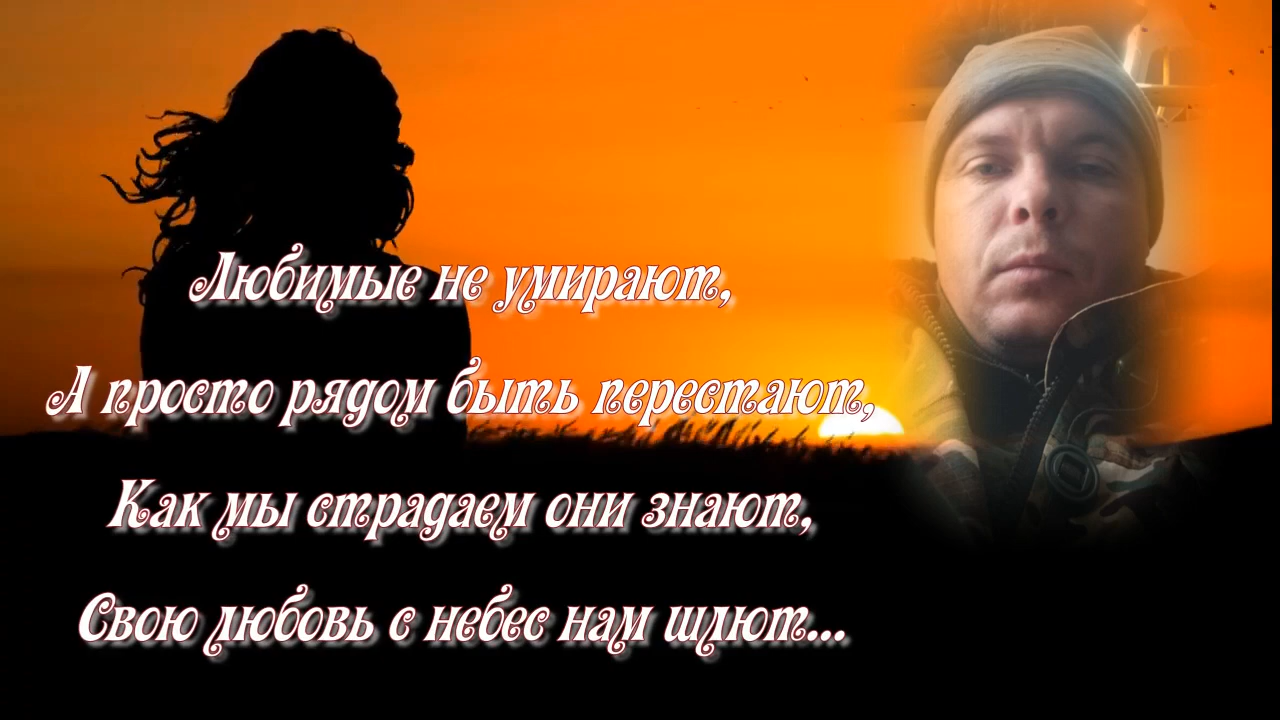 Любимые не умирают,
А просто рядом быть перестают,
Как мы страдаем они знают,
Свою любовь с небес нам шлют...